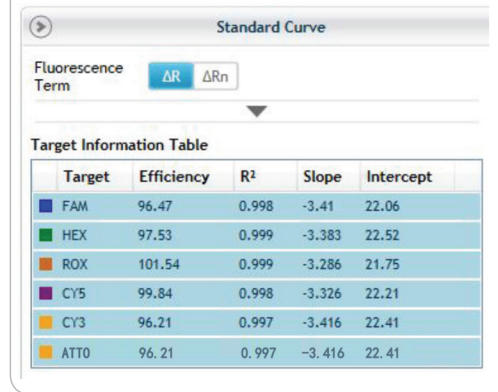 Standard Curve
Fluorescence
Term
ΔR ΔRn
Target Information Table
Target Efficiency R² Slope Intercept
FAM 96.47 0.998 -3.41 22.06
HEX 97.53 0.999 -3.383 22.52
ROX 101.54 0.999 -3.286 21.75
CY5 99.84 0.998 -3.326 22.21
CY3 96.21 0.997 -3.416 22.41
ATTO 96.21 0.997 -3.416 22.41